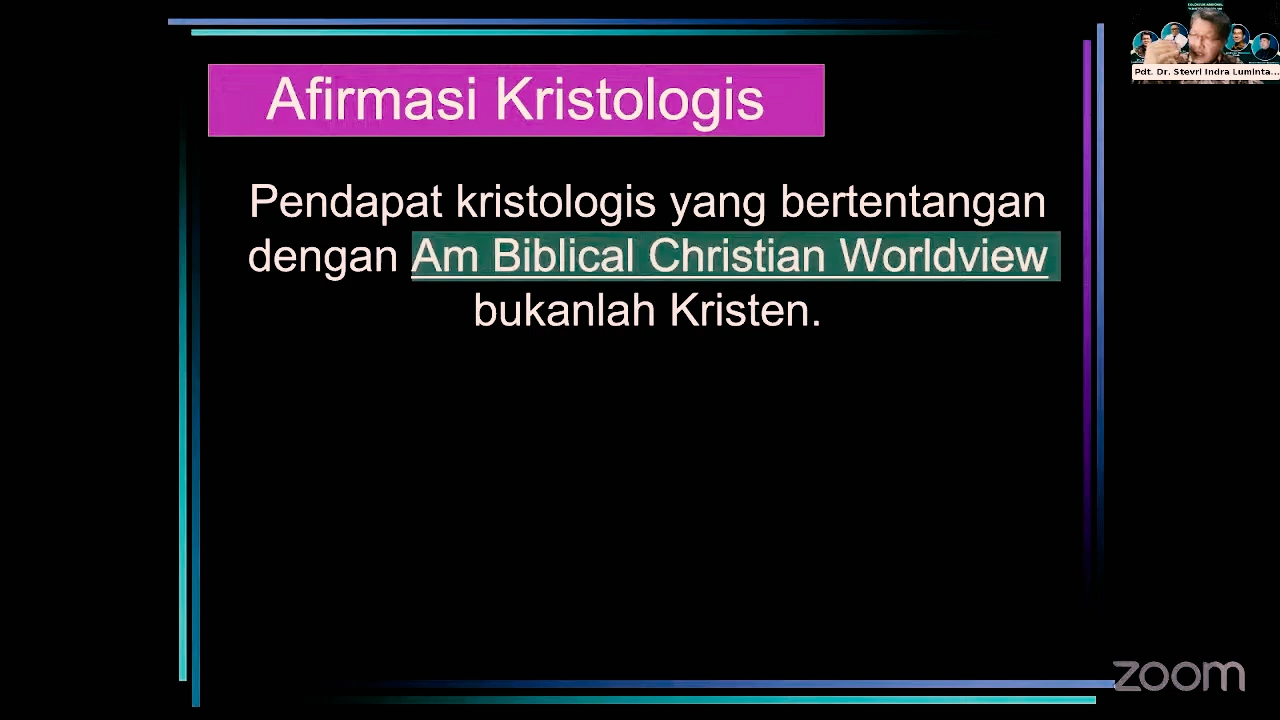 Afirmasi Kristologis
Pendapat kristologis yang bertentangan
dengan Am Biblical Christian Worldview
bukanlah Kristen.
Pdt. Dr. Stevri Indra Luminta...
zoom